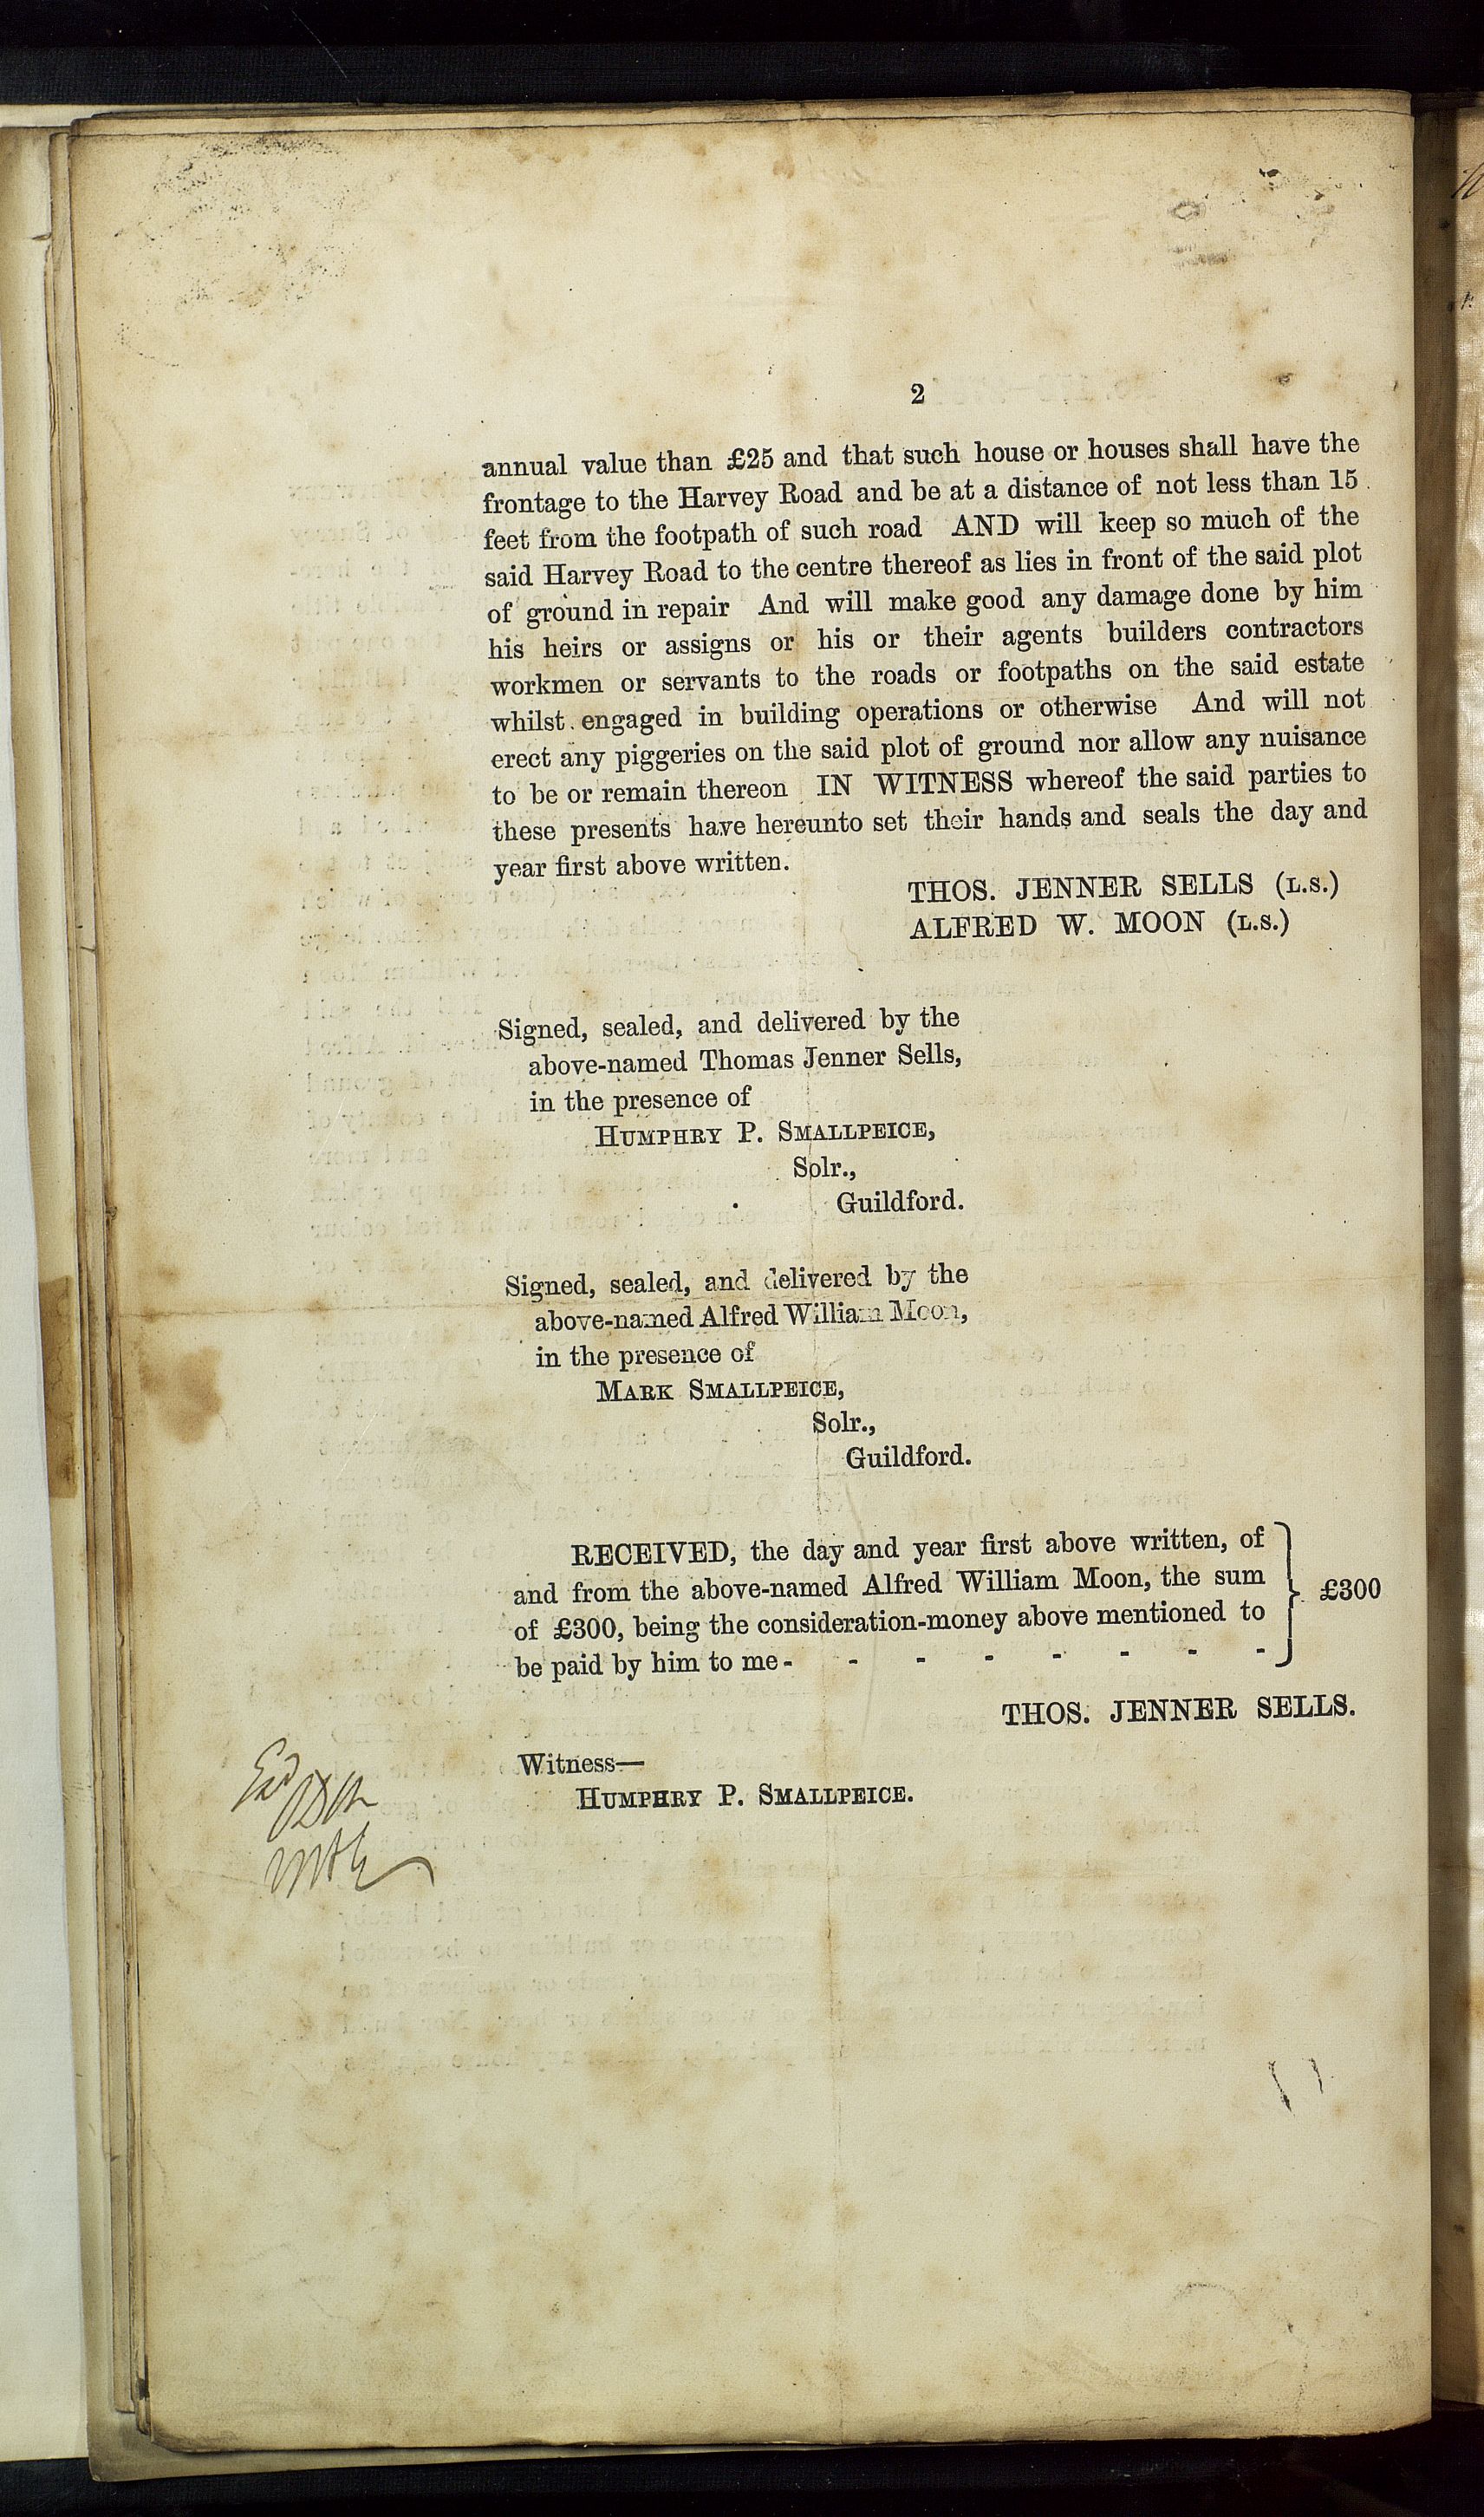 2
annual value than £25 and that such house or houses shall have the
frontage to the Harvey Road and be at a distance of not less than 15
feet from the footpath of such road AND will keep so much of the
said Harvey Road to the centre thereof as lies in front of the said plot
of ground in repair And will make good any damage done by him
his heirs or assigns or his or their agents builders contractors
workmen or servants to the roads or footpaths on the said estate
whilst engaged in building operations or otherwise And will not
erect any piggeries on the said plot of ground nor allow any nuisance
to be or remain thereon IN WITNESS whereof the said parties to
these presents have hereunto set their hands and seals the day and
year first above written.
THOS. JENNER SELLS (L.S.)
ALFRED W. MOON (L.S.)
Signed, sealed, and delivered by the
above-named Thomas Jenner Sells,
in the presence of
HUMPHRY P. SMALLPEICE,
Solr.,
Guildford.
Signed, sealed, and delivered by the
above-named Alfred William Moon,
in the presence of
MARK SMALLPEICE,
Solr.,
Guildford.
RECEIVED, the day and year first above written, of
and from the above-named Alfred William Moon, the sum
of £300, being the consideration-money above mentioned to
be paid by him to me - - - - - - - -
£300
THOS. JENNER SELLS.
Witness—
HUMPHRY P. SMALLPEICE.